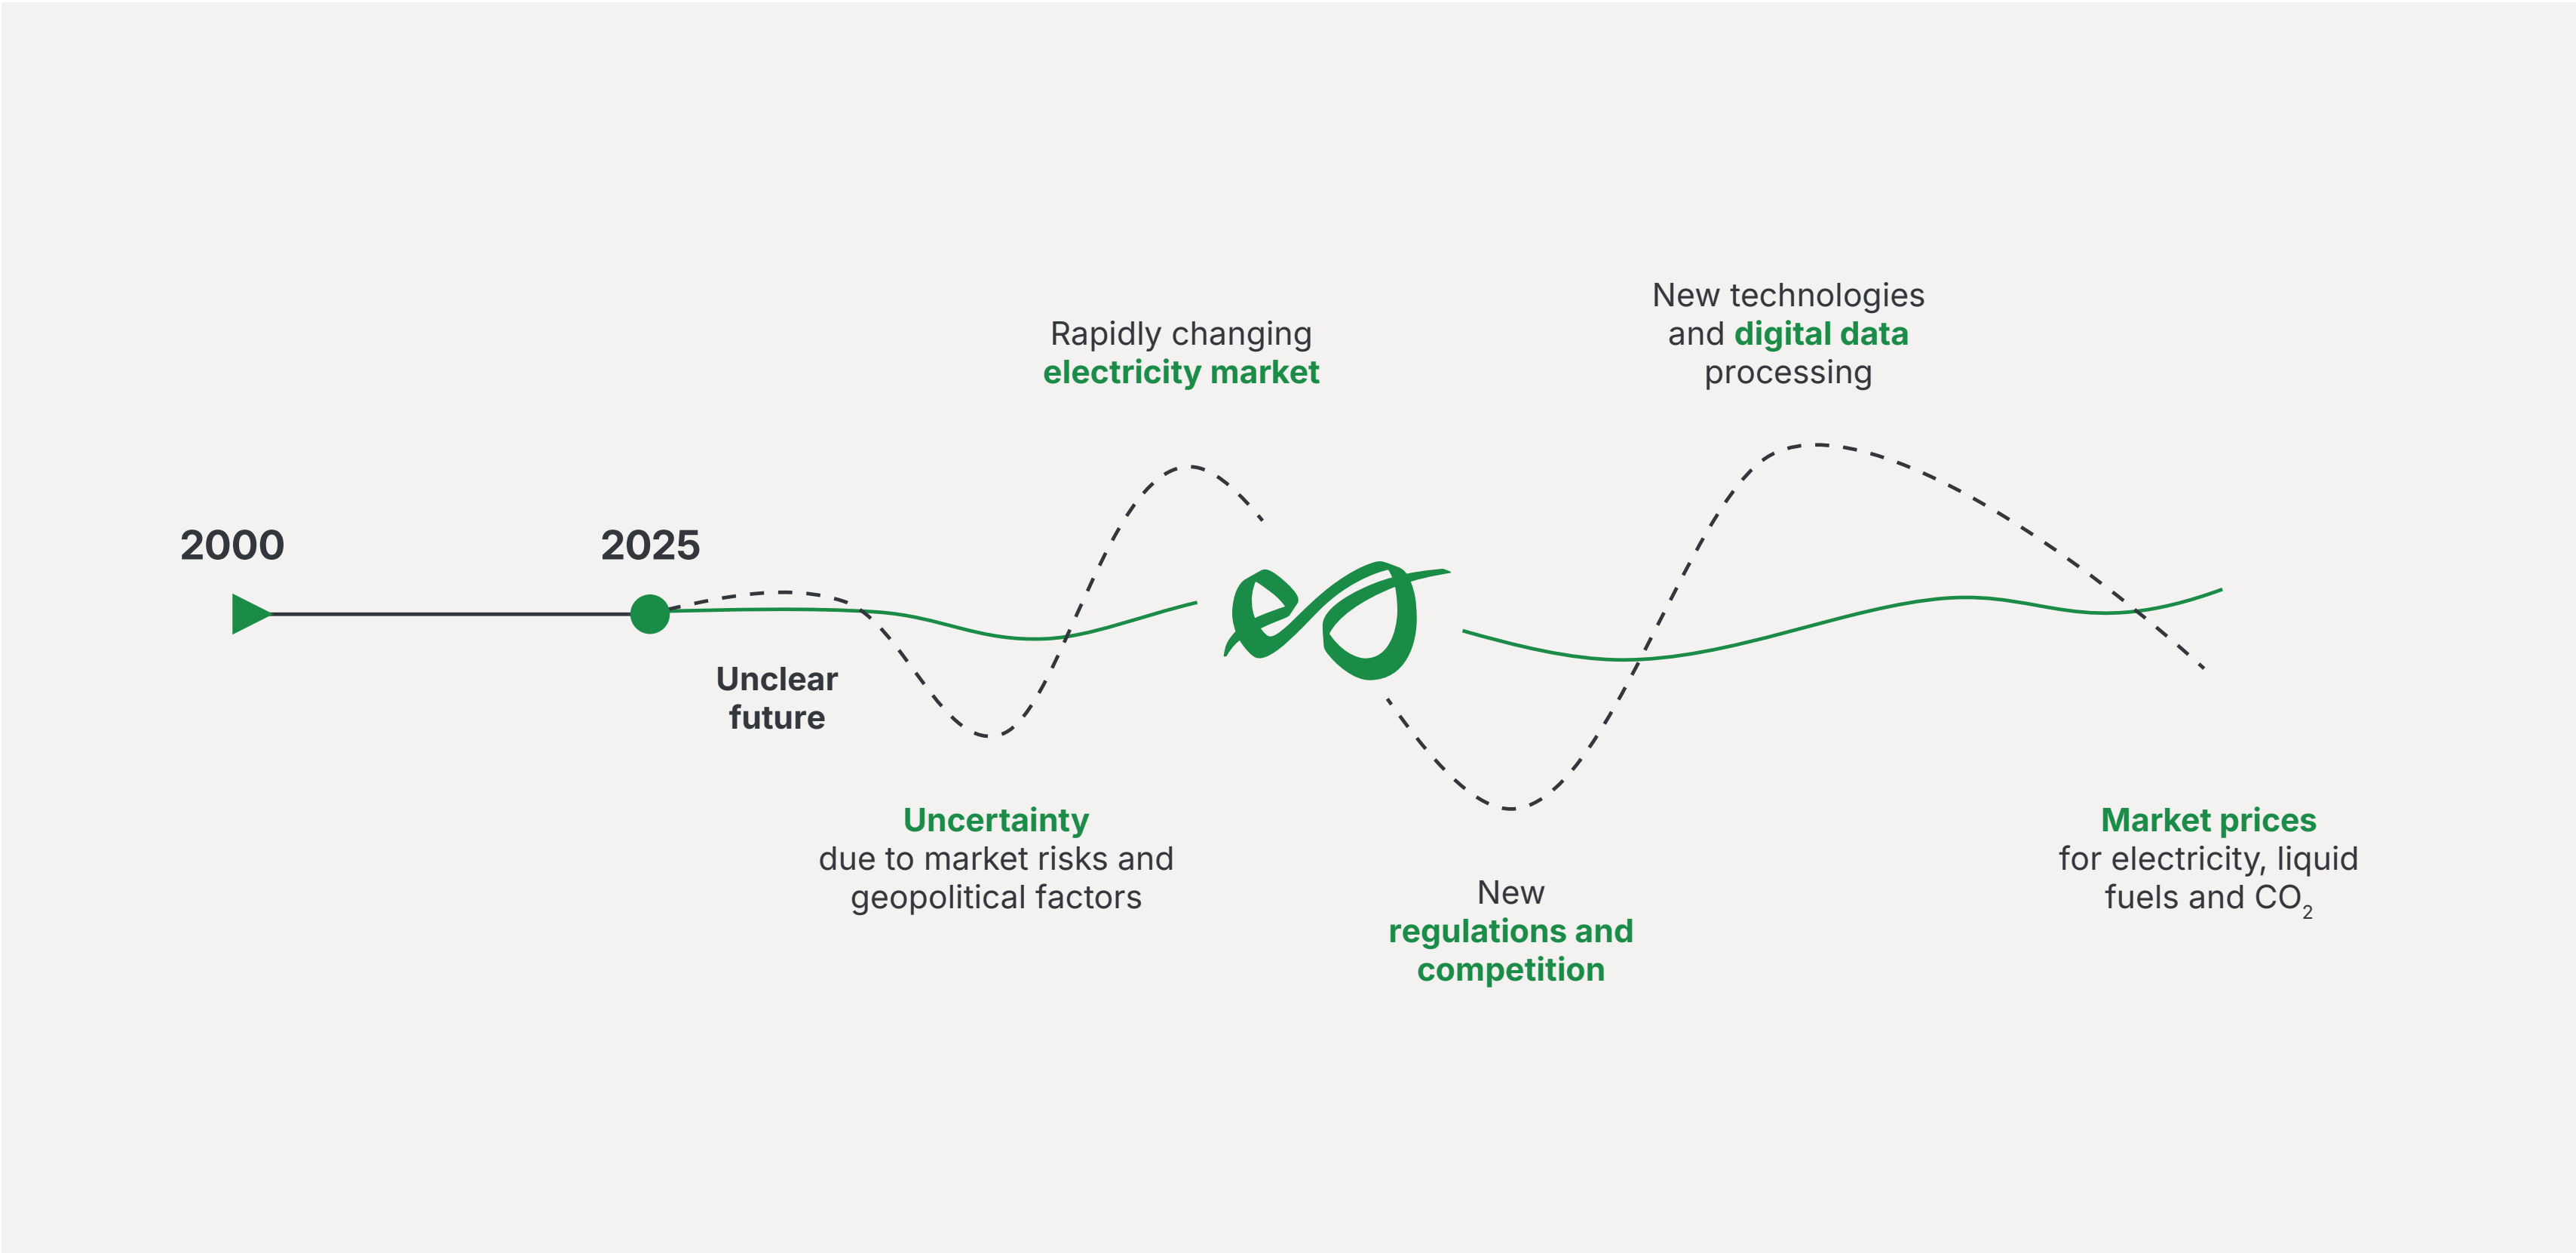 2000
2025
Unclear
future
Uncertainty
due to market risks and
geopolitical factors
Rapidly changing
electricity market
New
regulations and
competition
New technologies
and digital data
processing
Market prices
for electricity, liquid
fuels and CO₂